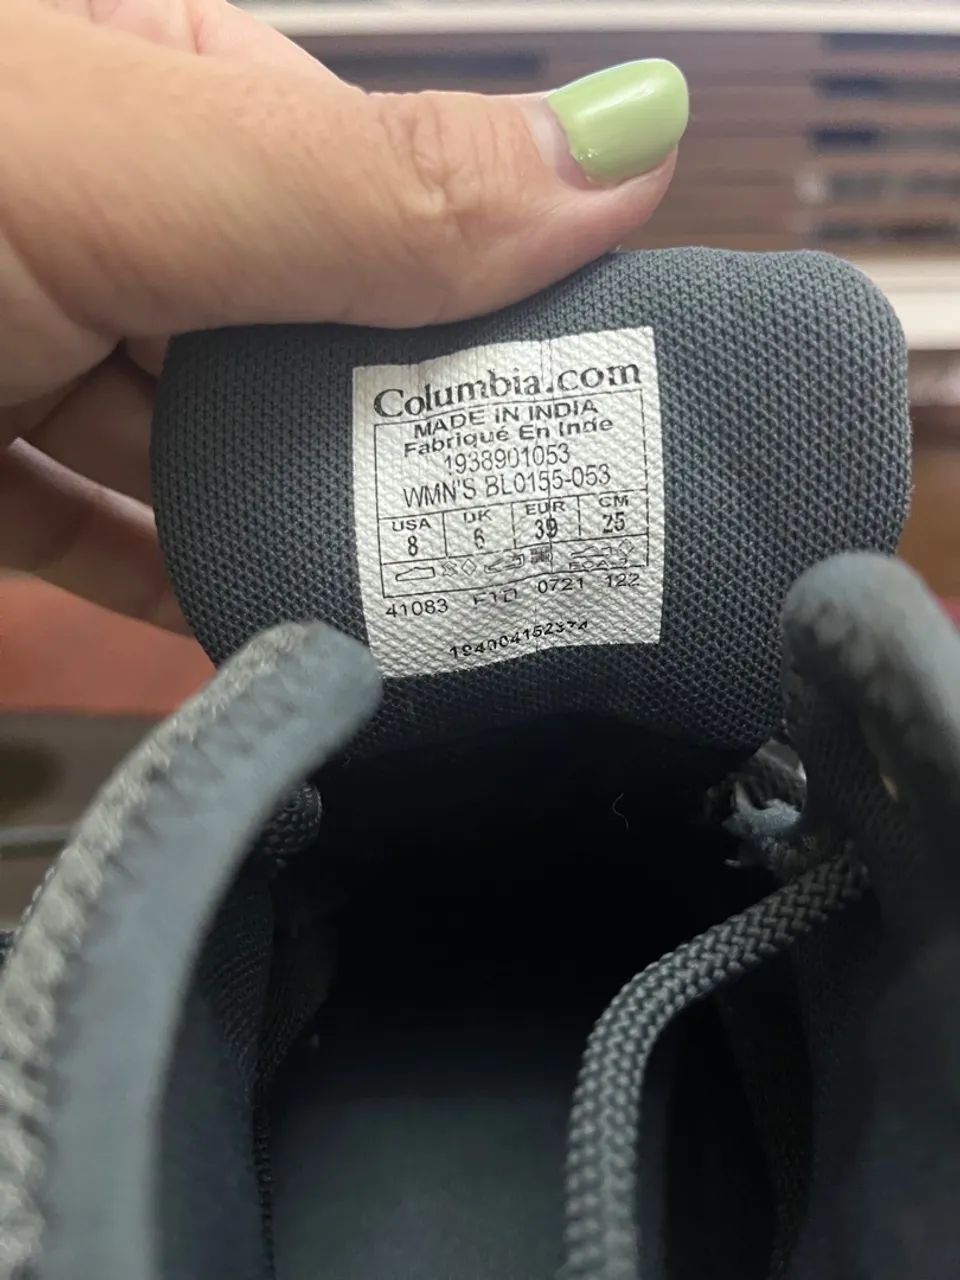 Columbia.com
MADE IN INDIA
Fabriqué En Inde
1938901053
WMN'S BL0155-053
USA UK EUR CM
8 6 39 25
41083 F1D 0721 122